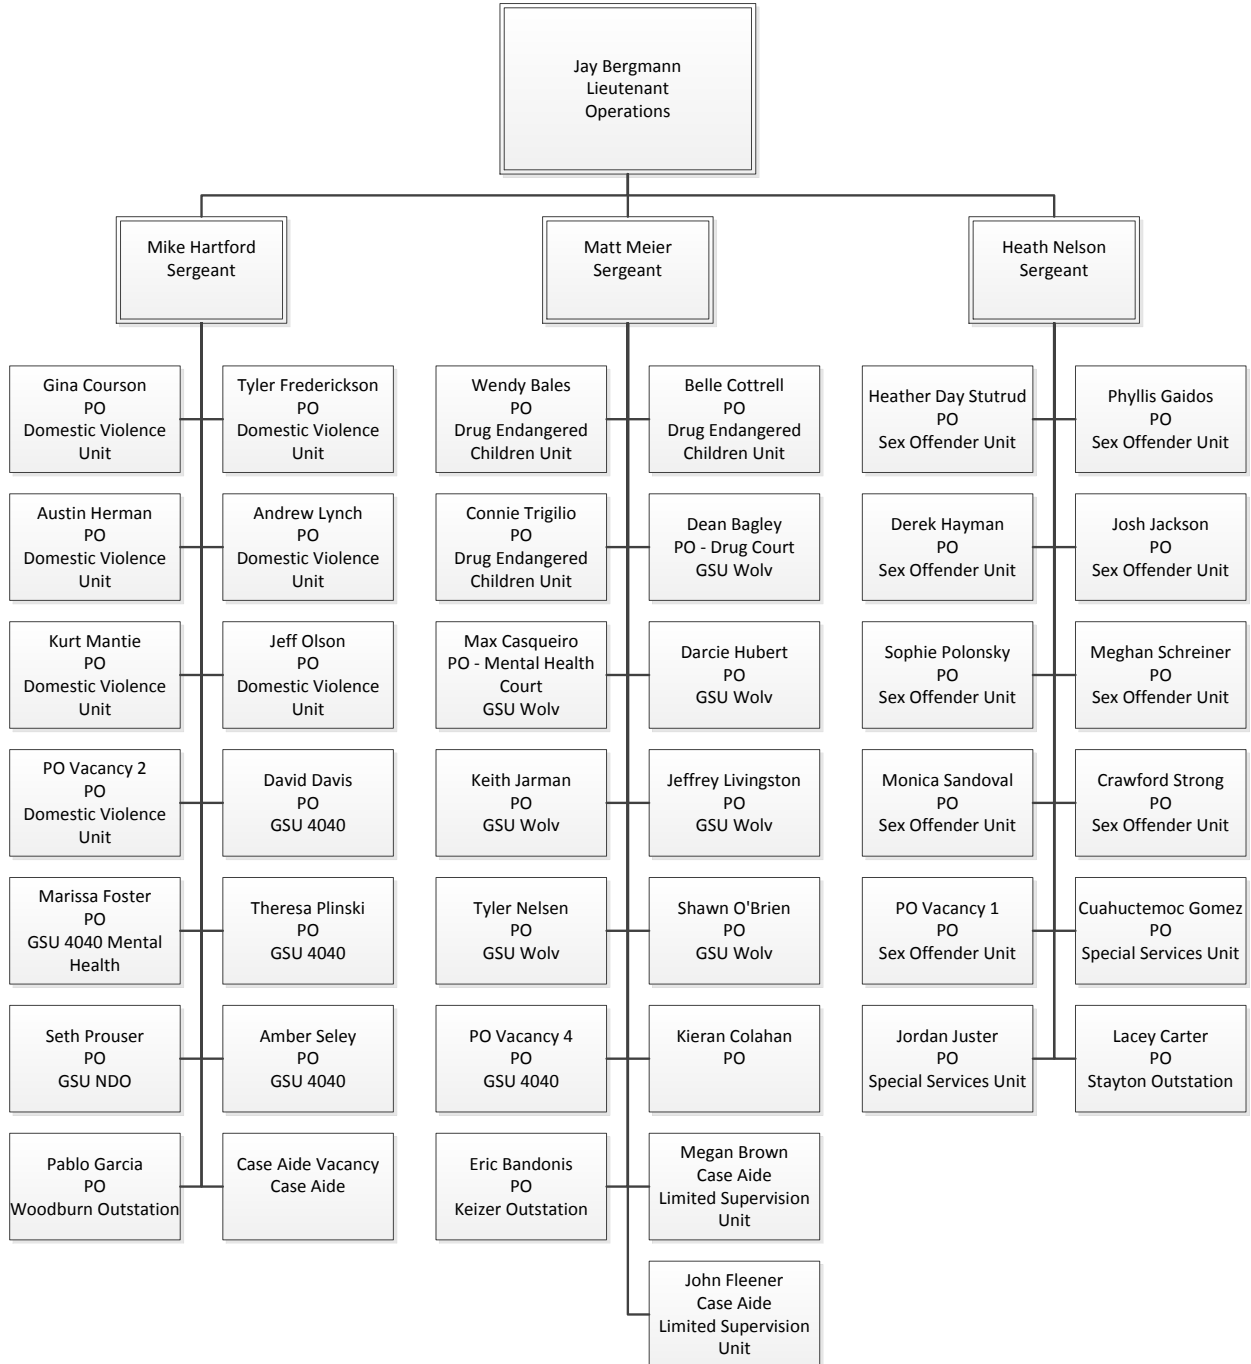 Jay Bergmann
Lieutenant
Operations
Mike Hartford
Sergeant
Matt Meier
Sergeant
Heath Nelson
Sergeant
Gina Courson
PO
Domestic Violence
Unit
Tyler Frederickson
PO
Domestic Violence
Unit
Wendy Bales
PO
Drug Endangered
Children Unit
Belle Cottrell
PO
Drug Endangered
Children Unit
Heather Day Stutrud
PO
Sex Offender Unit
Phyllis Gaidos
PO
Sex Offender Unit
Austin Herman
PO
Domestic Violence
Unit
Andrew Lynch
PO
Domestic Violence
Unit
Connie Trigilio
PO
Drug Endangered
Children Unit
Dean Bagley
PO - Drug Court
GSU Wolv
Derek Hayman
PO
Sex Offender Unit
Josh Jackson
PO
Sex Offender Unit
Kurt Mantie
PO
Domestic Violence
Unit
Jeff Olson
PO
Domestic Violence
Unit
Max Casqueiro
PO - Mental Health
Court
GSU Wolv
Darcie Hubert
PO
GSU Wolv
Sophie Polonsky
PO
Sex Offender Unit
Meghan Schreiner
PO
Sex Offender Unit
PO Vacancy 2
PO
Domestic Violence
Unit
David Davis
PO
GSU 4040
Keith Jarman
PO
GSU Wolv
Jeffrey Livingston
PO
GSU Wolv
Monica Sandoval
PO
Sex Offender Unit
Crawford Strong
PO
Sex Offender Unit
Marissa Foster
PO
GSU 4040 Mental
Health
Theresa Plinski
PO
GSU 4040
Tyler Nelsen
PO
GSU Wolv
Shawn O'Brien
PO
GSU Wolv
PO Vacancy 1
PO
Sex Offender Unit
Cuahuctemoc Gomez
PO
Special Services Unit
Seth Prouser
PO
GSU NDO
Amber Seley
PO
GSU 4040
PO Vacancy 4
PO
GSU 4040
Kieran Colahan
PO
Jordan Juster
PO
Special Services Unit
Lacey Carter
PO
Stayton Outstation
Pablo Garcia
PO
Woodburn Outstation
Case Aide Vacancy
Case Aide
Eric Bandonis
PO
Keizer Outstation
Megan Brown
Case Aide
Limited Supervision
Unit
John Fleener
Case Aide
Limited Supervision
Unit